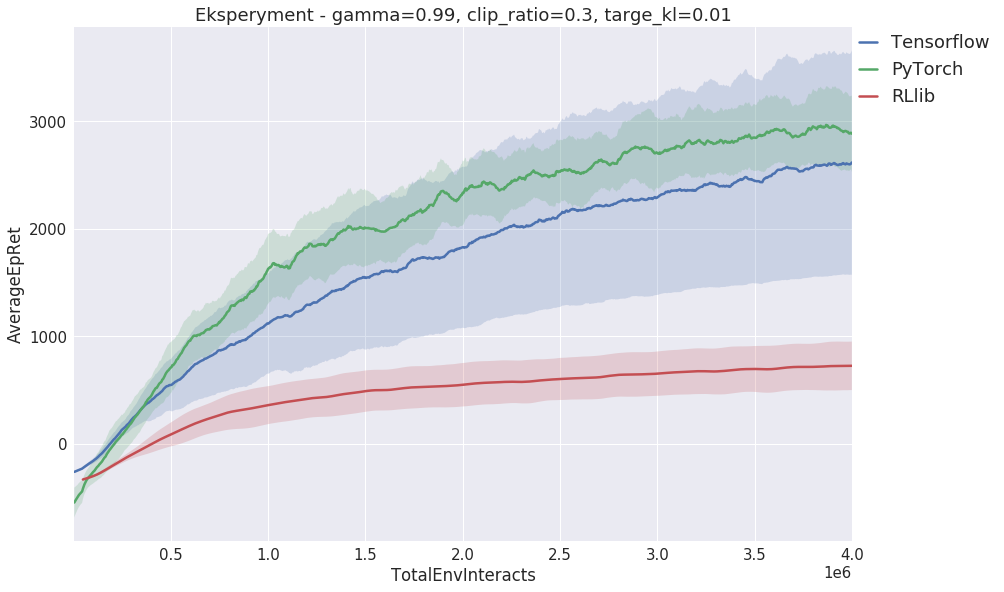 Eksperyment - gamma=0.99, clip_ratio=0.3, targe_kl=0.01
Tensorflow
PyTorch
RLlib
AverageEpRet
3000
2000
1000
0
0.5 1.0 1.5 2.0 2.5 3.0 3.5 4.0
1e6
TotalEnvInteracts